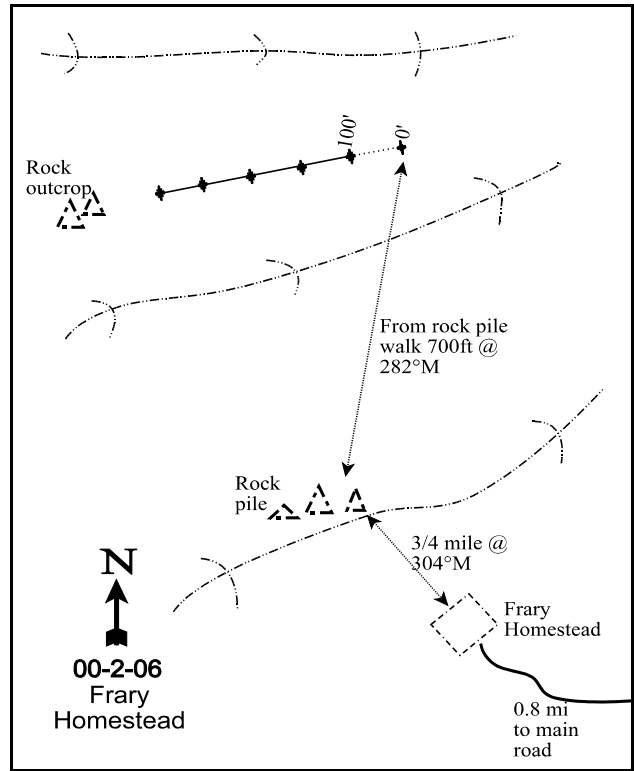 100'
0'
Rock
outcrop
From rock pile
walk 700ft @
282°M
Rock
pile
3/4 mile @
304°M
N
Frary
Homestead
00-2-06
Frary
Homestead
0.8 mi
to main
road